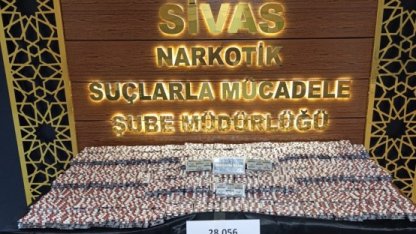 SİVAS
NARKOTİK
SUÇLARLA MÜCADELE
ŞUBE MÜDÜRLÜĞÜ
28.056